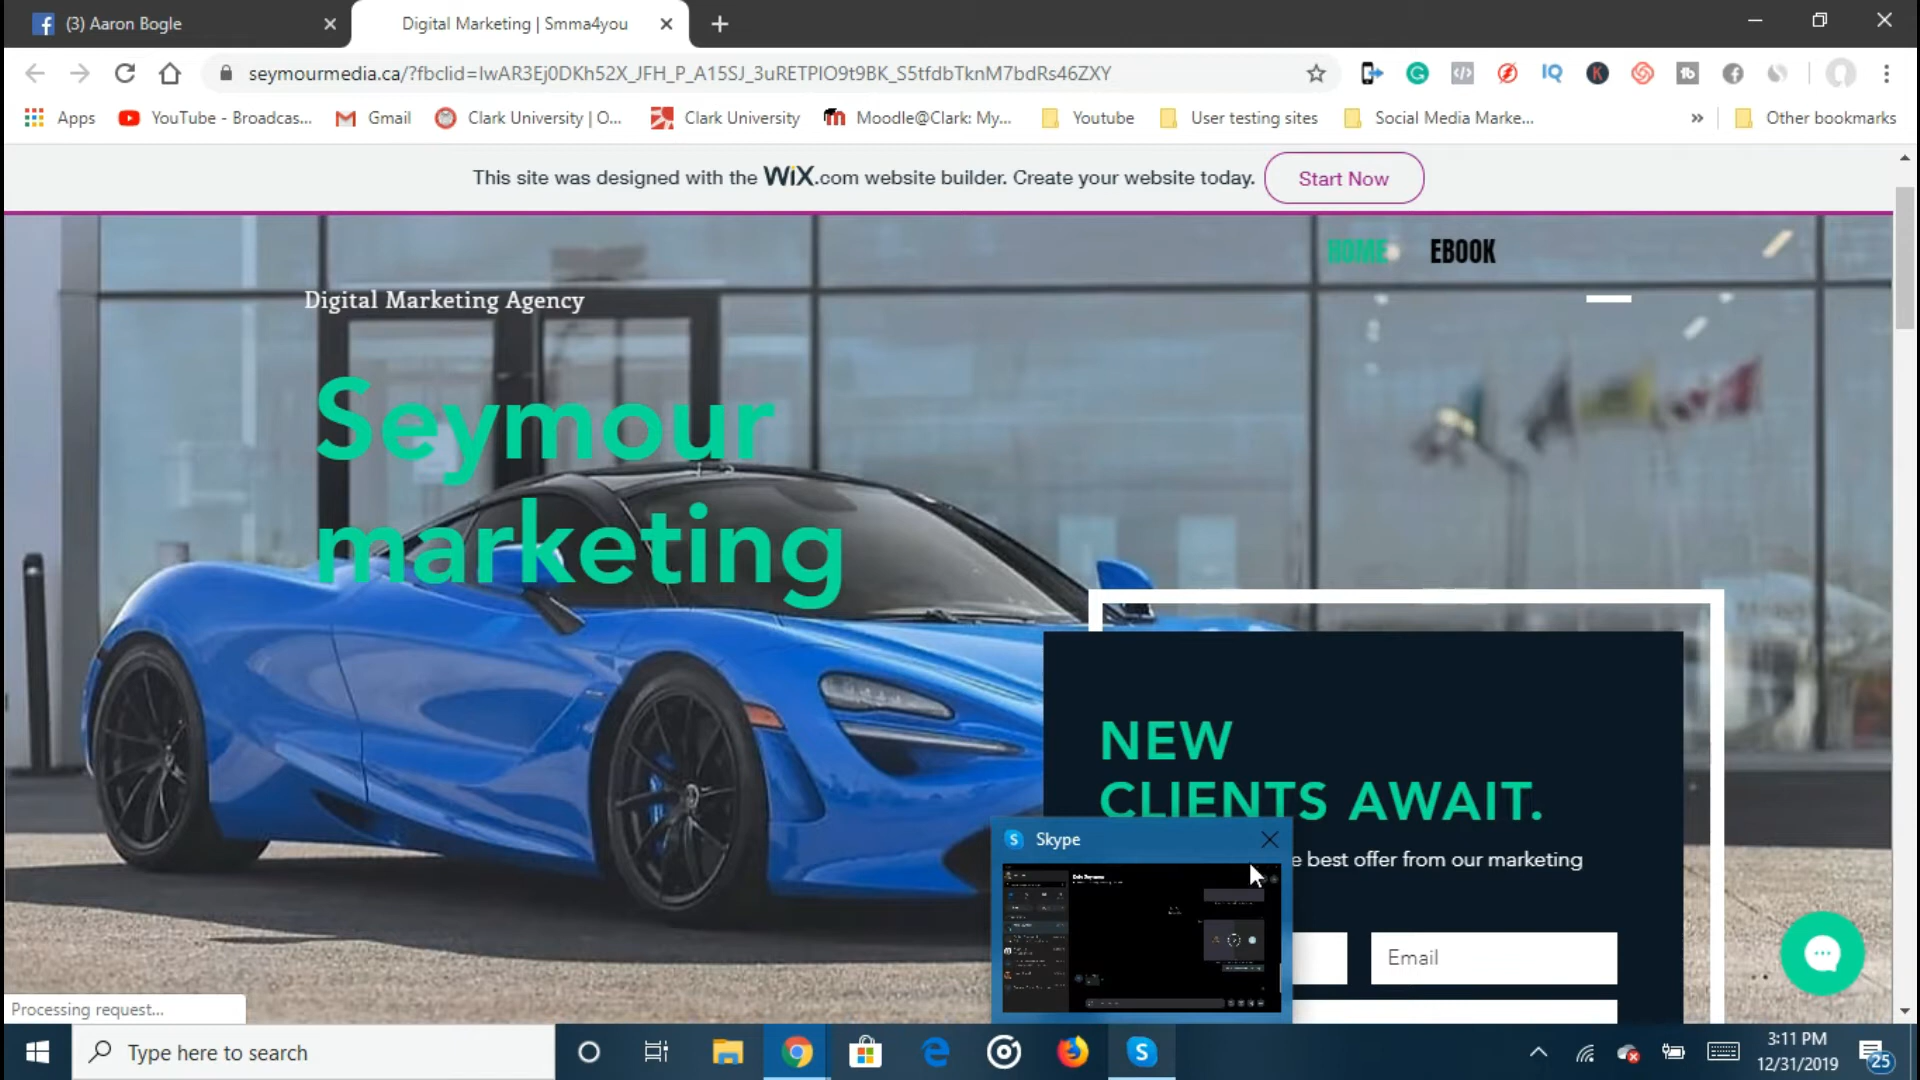 (3) Aaron Bogle
Digital Marketing | Smma4you
seymourmedia.ca/?fbclid=IwAR3Ej0DKh52X_JFH_P_A15SJ_3uRETPIO9t9BK_S5tfdbTknM7bdRs46ZXY
Apps
YouTube - Broadcas...
Gmail
Clark University | O...
Clark University
Moodle@Clark: My...
Youtube
User testing sites
Social Media Marke...
Other bookmarks
This site was designed with the WiX.com website builder. Create your website today.
Start Now
HOME
EBOOK
Digital Marketing Agency
Seymour
marketing
NEW
CLIENTS AWAIT.
Skype
e best offer from our marketing
Email
Processing request...
Type here to search
3:11 PM
12/31/2019
25